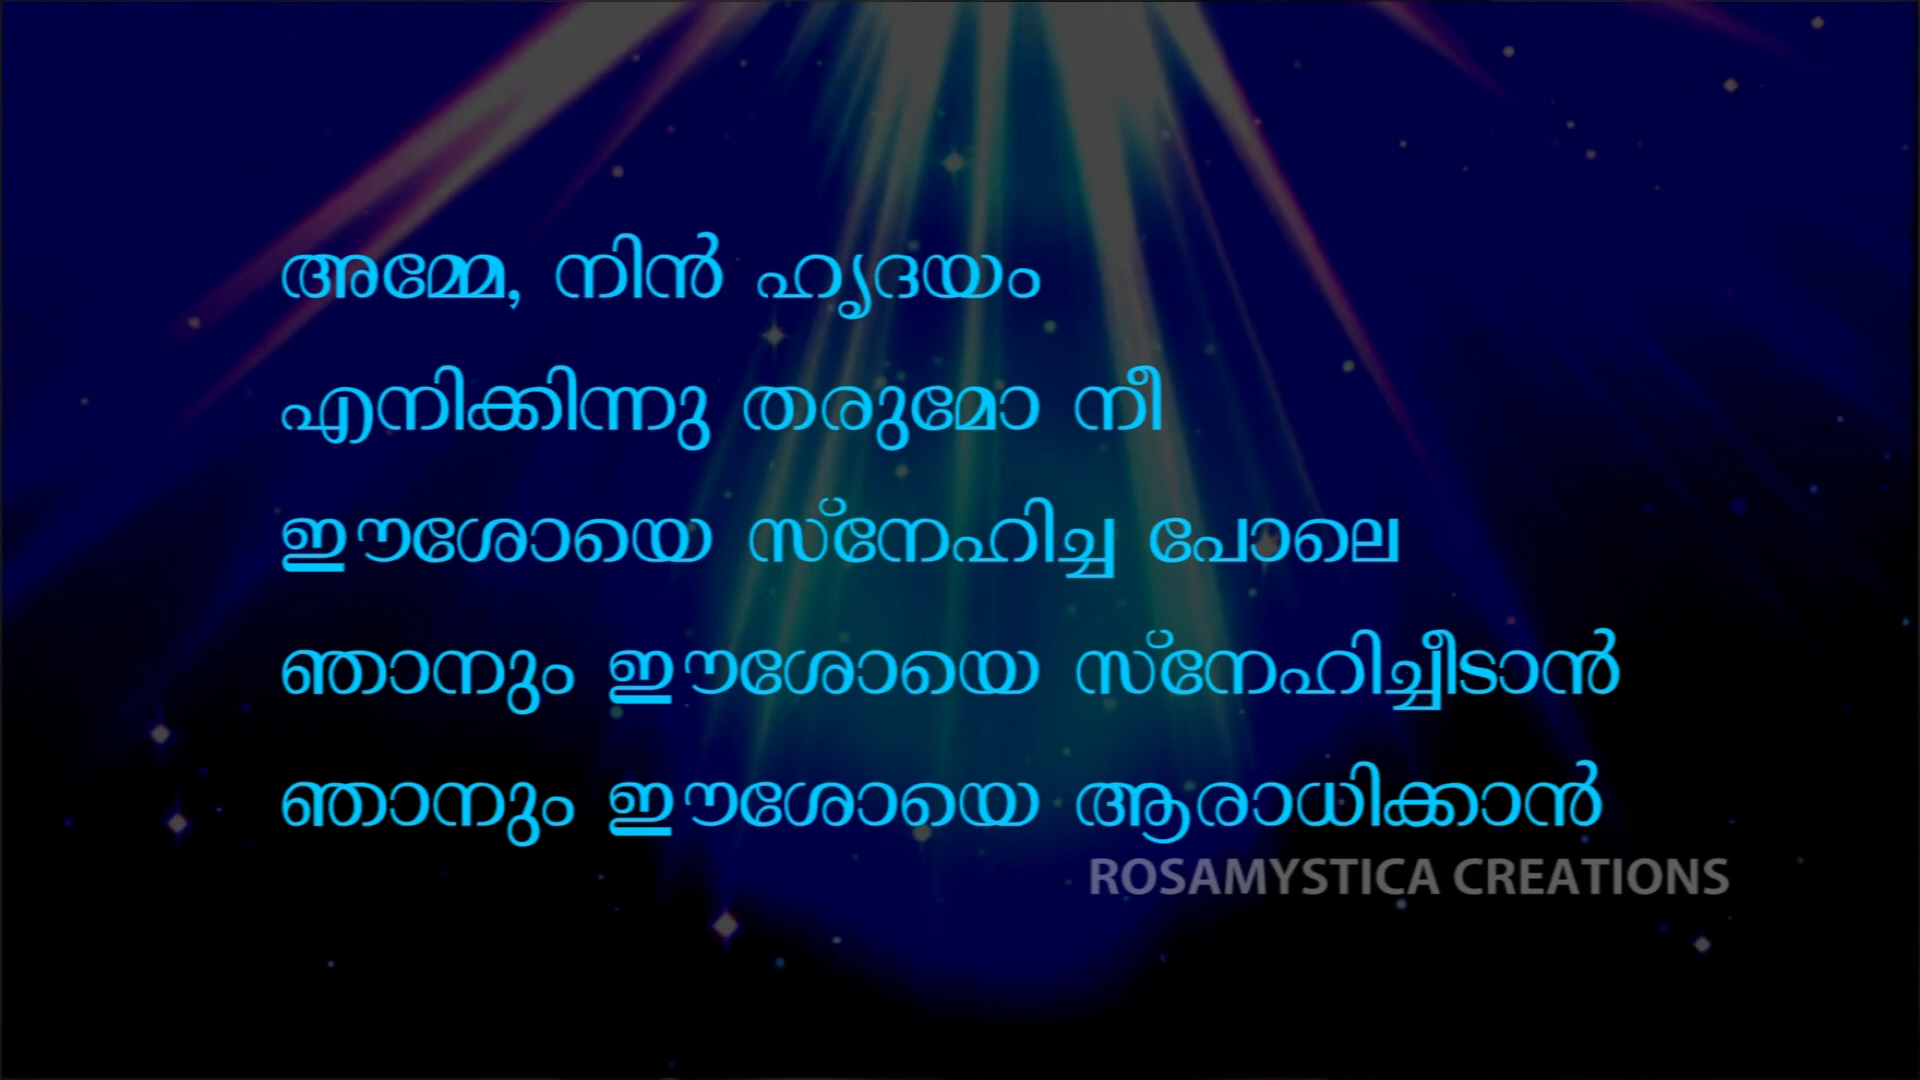 അമ്മേ, നിൻ ഹൃദയം
എനിക്കിന്നു തരുമോ നീ
ഈശോയെ സ്നേഹിച്ച പോലെ
ഞാനും ഈശോയെ സ്നേഹിച്ചീടാൻ
ഞാനും ഈശോയെ ആരാധിക്കാൻ
ROSAMYSTICA CREATIONS